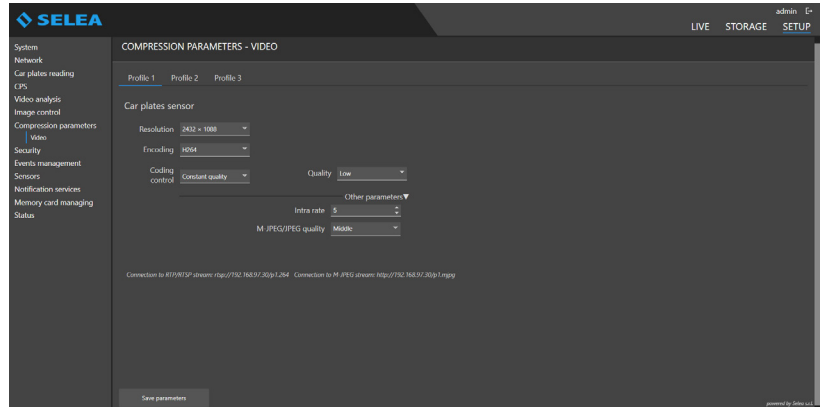 SELEA
admin
LIVE STORAGE SETUP
System
Network
Car plates reading
CPS
Video analysis
Image control
Compression parameters
Video
Security
Events management
Sensors
Notification services
Memory card managing
Status
COMPRESSION PARAMETERS - VIDEO
Profile 1 Profile 2 Profile 3
Car plates sensor
Resolution 2432 × 1088
Encoding H264
Coding control Constant quality Quality Low
Other parameters▼
Intra rate 5
M-JPEG/JPEG quality Middle
Connection to RTP/RTSP stream: rtsp://192.168.97.30/p1.264 Connection to M-JPEG stream: http://192.168.97.30/p1.mjpg
Save parameters
powered by Selea s.r.l.